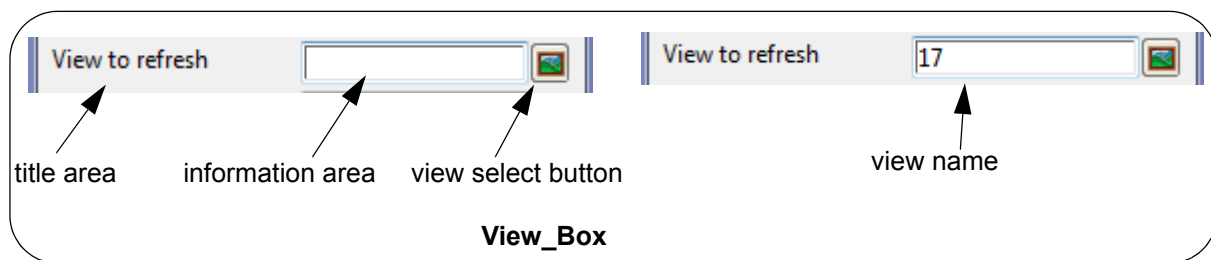 View to refresh
View to refresh 17
title area information area view select button
view name
View_Box